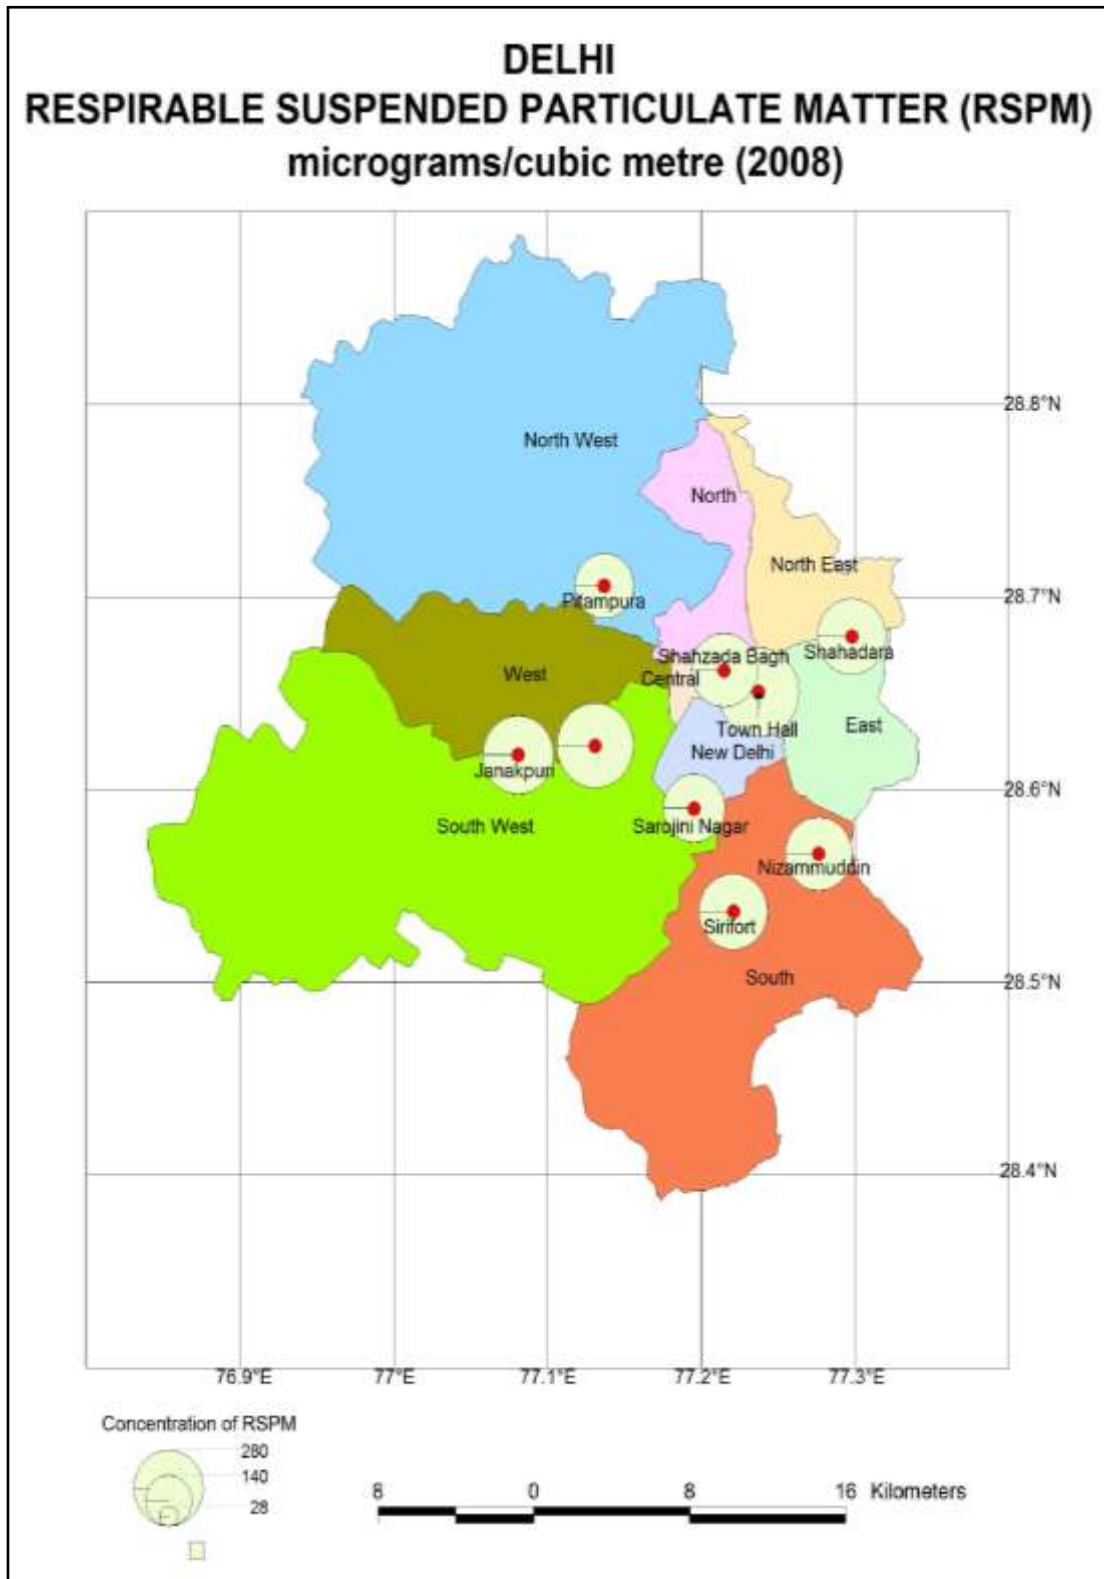 DELHI
RESPIRABLE SUSPENDED PARTICULATE MATTER (RSPM)
micrograms/cubic metre (2008)
28.8°N
North West
North
North East
28.7°N
Pitampura
Shahadara
Shahzada Bagh
Central
West
East
Town Hall
New Delhi
Janakpuri
28.6°N
South West
Sarojini Nagar
Nizammuddin
Sirifort
South
28.5°N
28.4°N
76.9°E 77°E 77.1°E 77.2°E 77.3°E
Concentration of RSPM
280
140
28
8 0 8 16 Kilometers